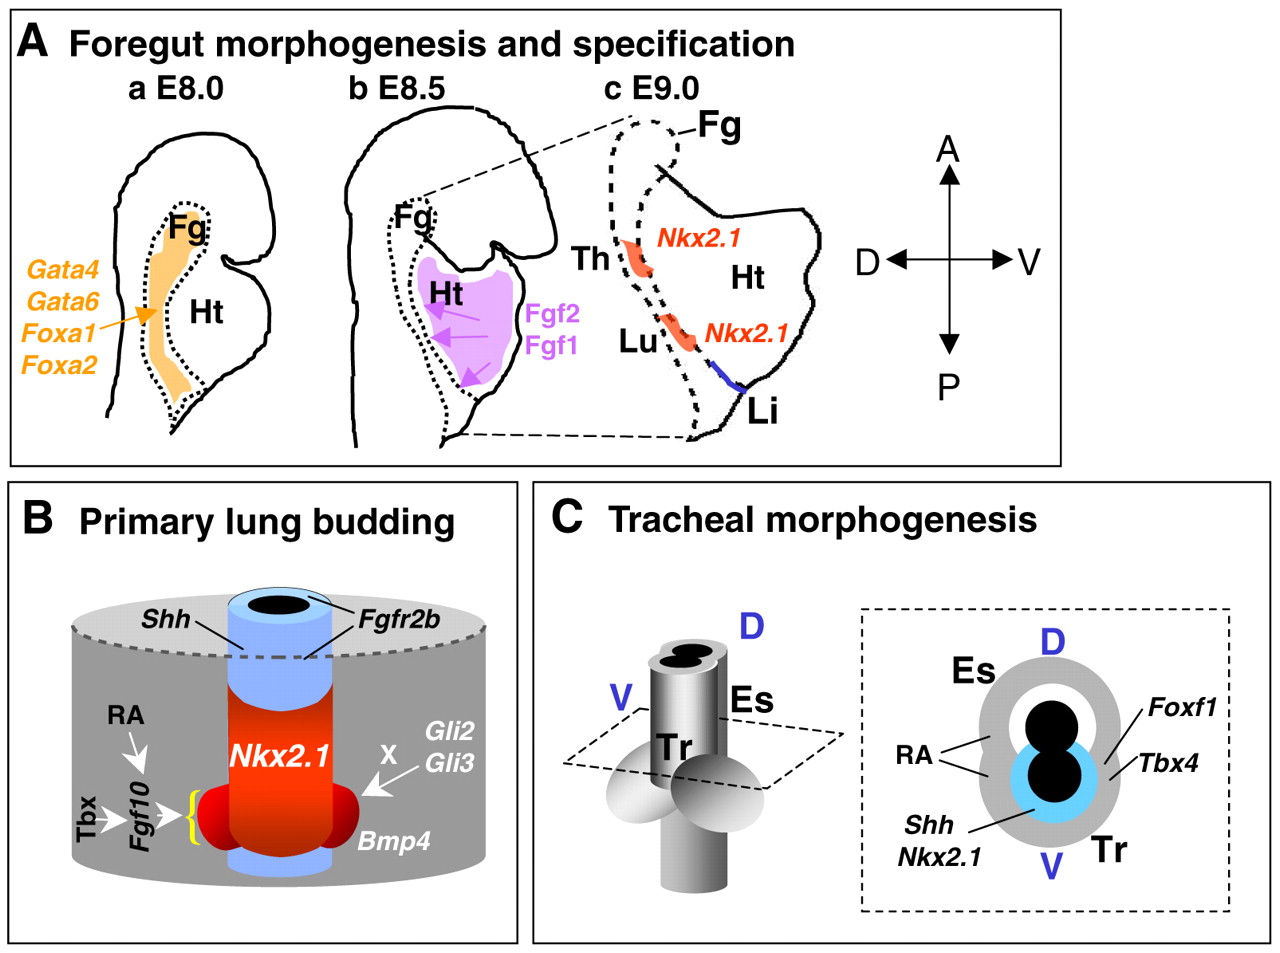 A Foregut morphogenesis and specification
a E8.0
b E8.5
c E9.0
Fg
Gata4
Gata6
Foxa1
Foxa2
Ht
Fg
Ht
Fgf2
Fgf1
Fg
Th
Nkx2.1
Ht
Lu
Nkx2.1
Li
A
D
V
P
B Primary lung budding
Shh
Fgfr2b
RA
Nkx2.1
X
Gli2
Gli3
Tbx
Fgf10
{
Bmp4
C Tracheal morphogenesis
D
V
Es
Tr
D
Es
Foxf1
RA
Tbx4
Shh
Nkx2.1
Tr
V